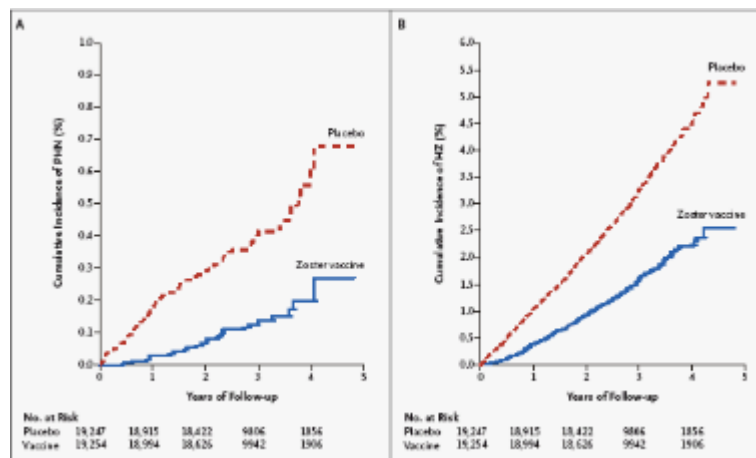 A
Cumulative Incidence of PHN (%)
1.0
0.9
0.8
0.7
0.6
0.5
0.4
0.3
0.2
0.1
0.0
Placebo
Zoster vaccine
0 1 2 3 4 5
Years of Follow-up
No. at Risk
Placebo 19,247 18,915 18,422 9806 1856
Vaccine 19,254 18,994 18,626 9942 1906
B
Cumulative Incidence of HZ (%)
6.0
5.5
5.0
4.5
4.0
3.5
3.0
2.5
2.0
1.5
1.0
0.5
0.0
Placebo
Zoster vaccine
0 1 2 3 4 5
Years of Follow-up
No. at Risk
Placebo 19,247 18,915 18,422 9806 1856
Vaccine 19,254 18,994 18,626 9942 1906